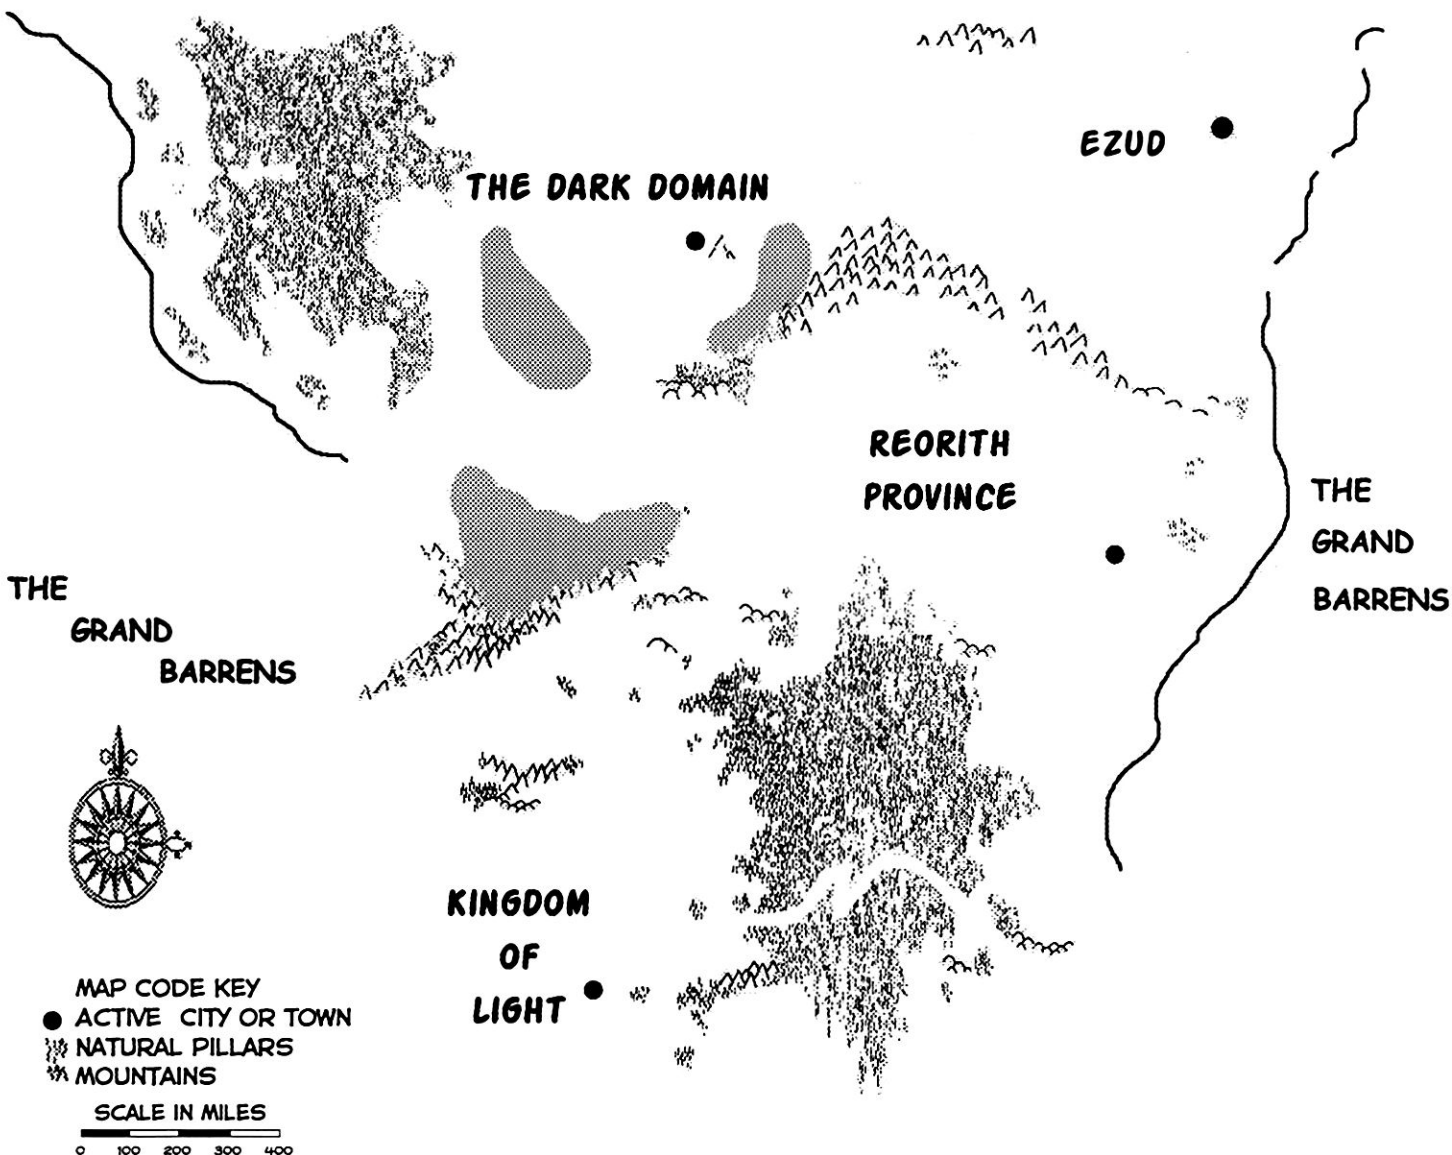 EZUD
THE DARK DOMAIN
REORITH
PROVINCE
THE
GRAND
BARRENS
THE
GRAND
BARRENS
KINGDOM
OF
LIGHT
MAP CODE KEY
ACTIVE CITY OR TOWN
NATURAL PILLARS
MOUNTAINS
SCALE IN MILES
0 100 200 300 400